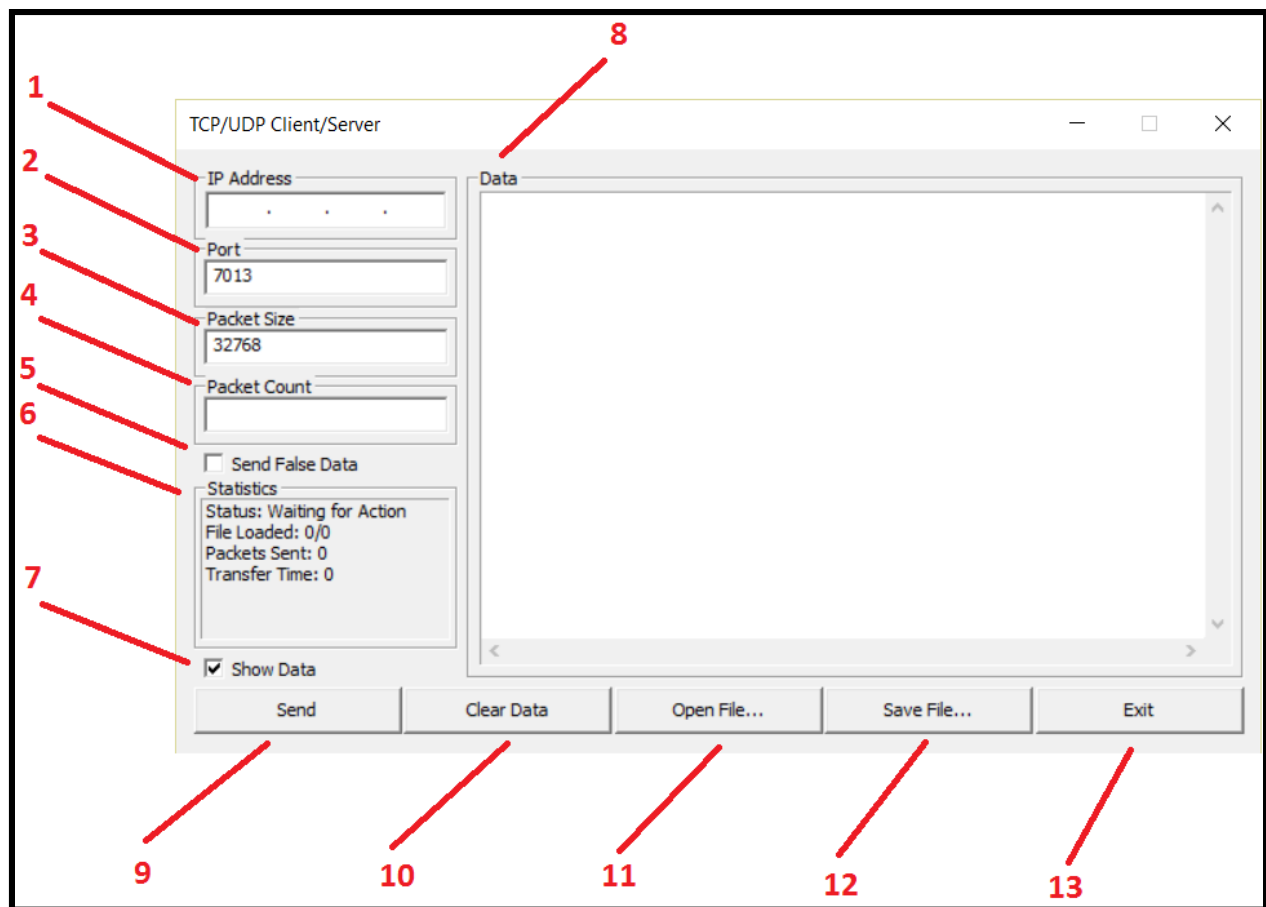 8
1
TCP/UDP Client/Server
2
IP Address
. . .
Data
3
Port
7013
4
Packet Size
32768
5
Packet Count
6
Send False Data
Statistics
Status: Waiting for Action
File Loaded: 0/0
Packets Sent: 0
Transfer Time: 0
7
Show Data
Send
Clear Data
Open File...
Save File...
Exit
9
10
11
12
13